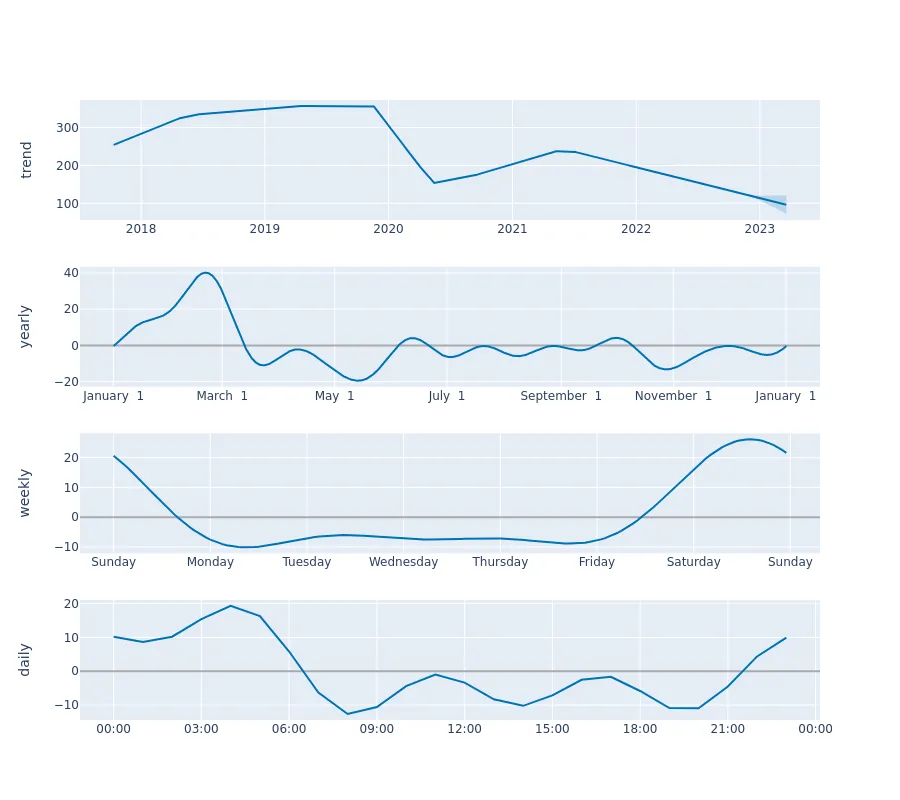 trend
300
200
100
2018 2019 2020 2021 2022 2023
yearly
40
20
0
−20
January 1 March 1 May 1 July 1 September 1 November 1 January 1
weekly
20
10
0
−10
Sunday Monday Tuesday Wednesday Thursday Friday Saturday Sunday
daily
20
10
0
−10
00:00 03:00 06:00 09:00 12:00 15:00 18:00 21:00 00:00